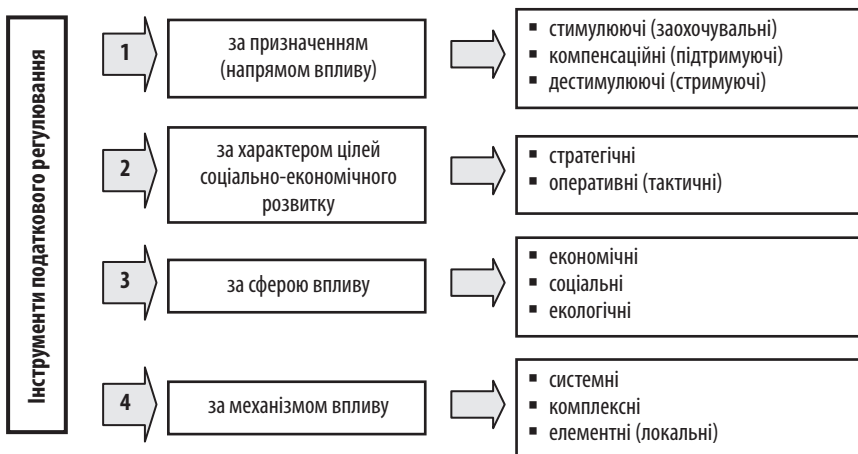 Інструменти податкового регулювання
1
за призначенням
(напрямом впливу)
▪ стимулюючі (заохочувальні)
▪ компенсаційні (підтримуючі)
▪ дестимулюючі (стримуючі)
2
за характером цілей
соціально-економічного
розвитку
▪ стратегічні
▪ оперативні (тактичні)
3
за сферою впливу
▪ економічні
▪ соціальні
▪ екологічні
4
за механізмом впливу
▪ системні
▪ комплексні
▪ елементні (локальні)